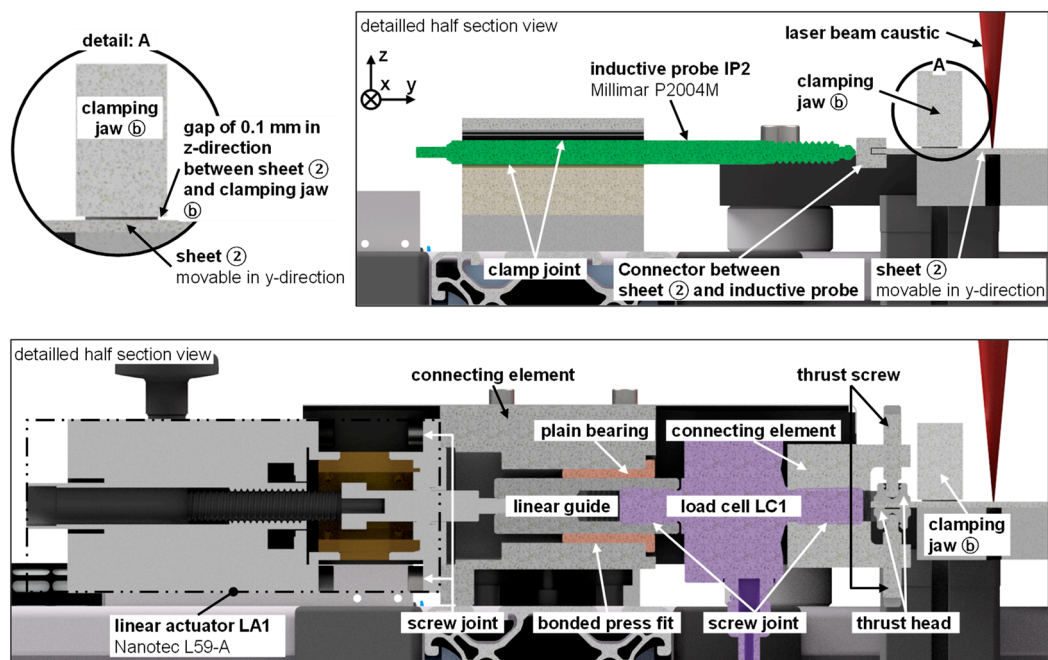 detail: A
clamping
jaw ⓑ
gap of 0.1 mm in
z-direction
between sheet ②
and clamping jaw
ⓑ
sheet ②
movable in y-direction
detailled half section view
z
x
y
inductive probe IP2
Millimar P2004M
laser beam caustic
A
clamping
jaw ⓑ
clamp joint
Connector between
sheet ② and inductive probe
sheet ②
movable in y-direction
detailled half section view
connecting element
thrust screw
plain bearing
connecting element
linear guide
load cell LC1
clamping
jaw ⓑ
linear actuator LA1
Nanotec L59-A
screw joint
bonded press fit
screw joint
thrust head